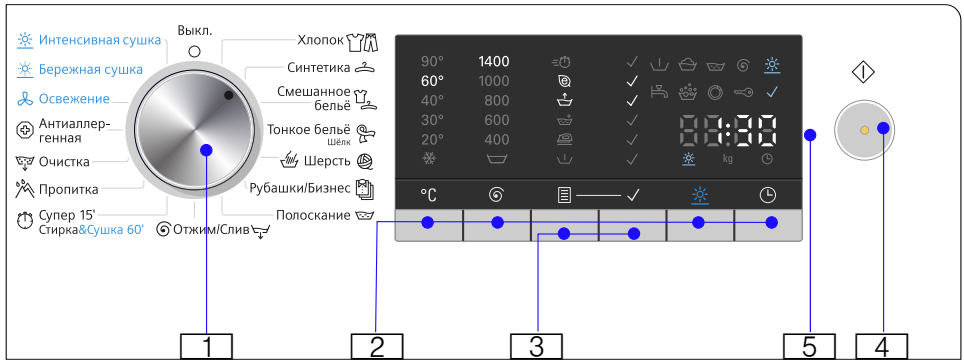 Выкл.
Интенсивная сушка
Бережная сушка
Освежение
Антиаллер-
генная
Очистка
Пропитка
Супер 15'
Стирка&Сушка 60'
Отжим/Слив
Хлопок
Синтетика
Смешанное
бельё
Тонкое бельё
Шёлк
Шерсть
Рубашки/Бизнес
Полоскание
90° 1400
60° 1000
40° 800
30° 600
20° 400
1:30
kg
°C
1
2
3
5
4